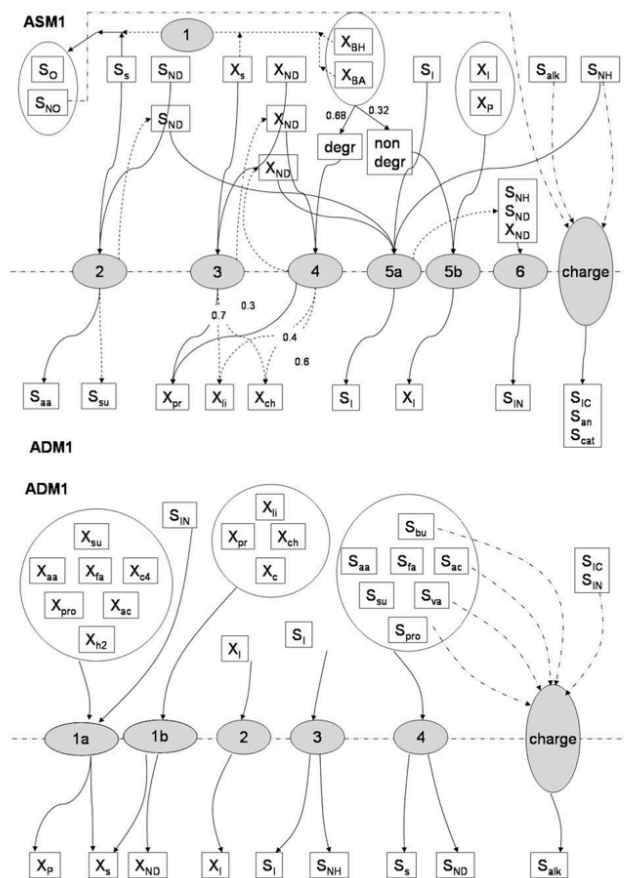 ASM1
1
X_BH
X_BA
S_O
S_NO
S_s
S_ND
X_s
X_ND
S_I
X_I
X_P
S_alk
S_NH
S_ND
X_ND
X_ND
0.68
0.32
degr
non
degr
S_NH
S_ND
X_ND
2
3
4
5a
5b
6
charge
0.3
0.7
0.4
0.6
S_aa
S_su
X_pr
X_li
X_ch
S_I
X_I
S_IN
S_IC
S_an
S_cat
ADM1
ADM1
X_su
X_aa
X_fa
X_c4
X_pro
X_ac
X_h2
S_IN
X_li
X_pr
X_ch
X_c
X_I
S_I
S_bu
S_aa
S_fa
S_ac
S_su
S_va
S_pro
S_IC
S_IN
1a
1b
2
3
4
charge
X_P
X_s
X_ND
X_I
S_I
S_NH
S_s
S_ND
S_alk